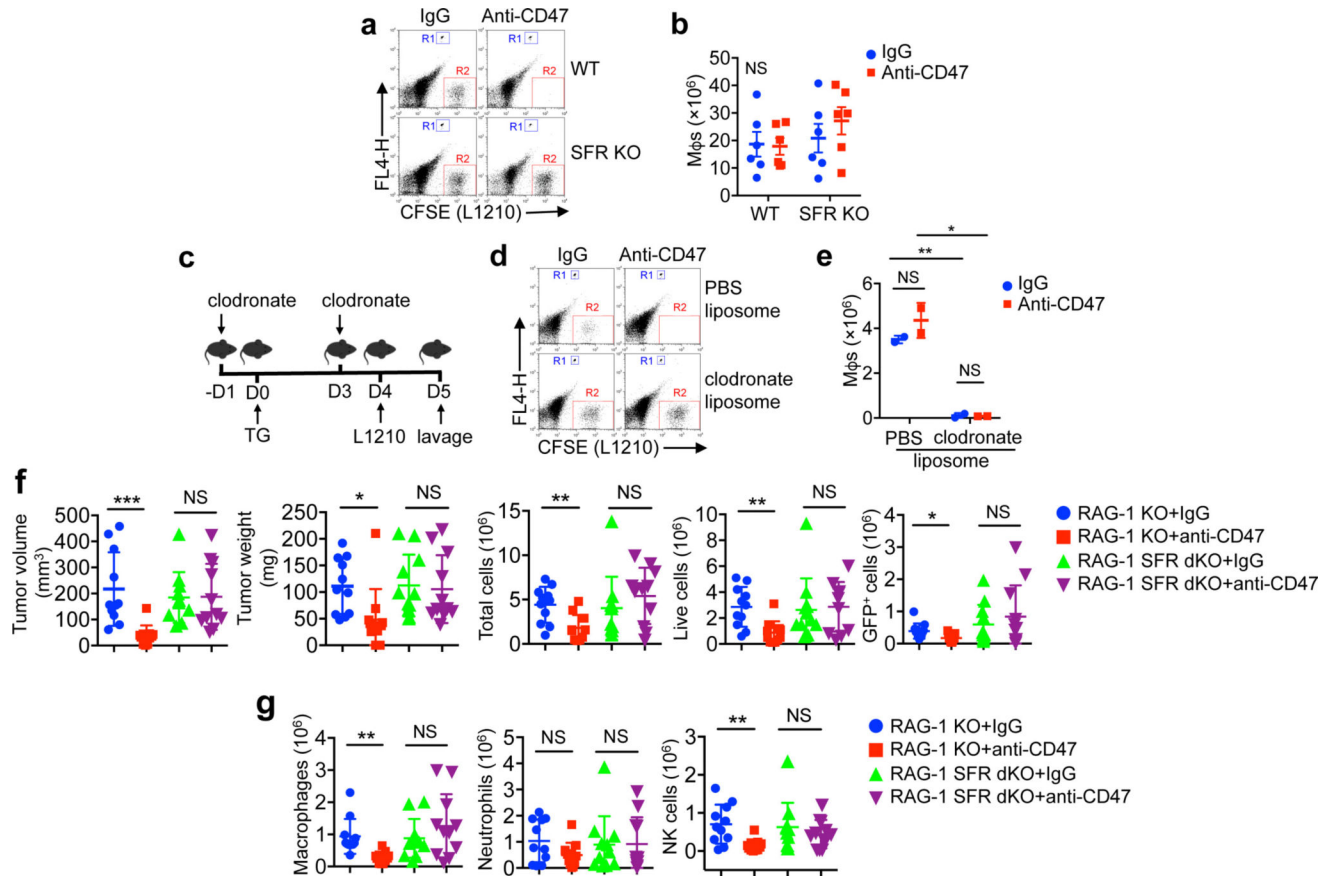 a
IgG Anti-CD47
R1 R1
R2 R2
WT
R1 R1
R2 R2
SFR KO
FL4-H
CFSE (L1210)
b
IgG
Anti-CD47
NS
Mφs (×10⁶)
50
40
30
20
10
0
WT SFR KO
c
clodronate clodronate
-D1 D0 D3 D4 D5
TG L1210 lavage
d
IgG Anti-CD47
R1 R1
R2 R2
PBS
liposome
R1 R1
R2 R2
clodronate
liposome
FL4-H
CFSE (L1210)
e
*
**
NS
NS
IgG
Anti-CD47
Mφs (×10⁶)
6
4
2
0
PBS clodronate
liposome
f
*** NS
Tumor volume
(mm³)
500
400
300
200
100
0
* NS
Tumor weight
(mg)
250
200
150
100
50
0
** NS
Total cells (10⁶)
15
10
5
0
** NS
Live cells (10⁶)
10
8
6
4
2
0
* NS
GFP⁺ cells (10⁶)
4
3
2
1
0
RAG-1 KO+IgG
RAG-1 KO+anti-CD47
RAG-1 SFR dKO+IgG
RAG-1 SFR dKO+anti-CD47
g
** NS
Macrophages (10⁶)
4
3
2
1
0
NS NS
Neutrophils (10⁶)
5
4
3
2
1
0
** NS
NK cells (10⁶)
3
2
1
0
RAG-1 KO+IgG
RAG-1 KO+anti-CD47
RAG-1 SFR dKO+IgG
RAG-1 SFR dKO+anti-CD47